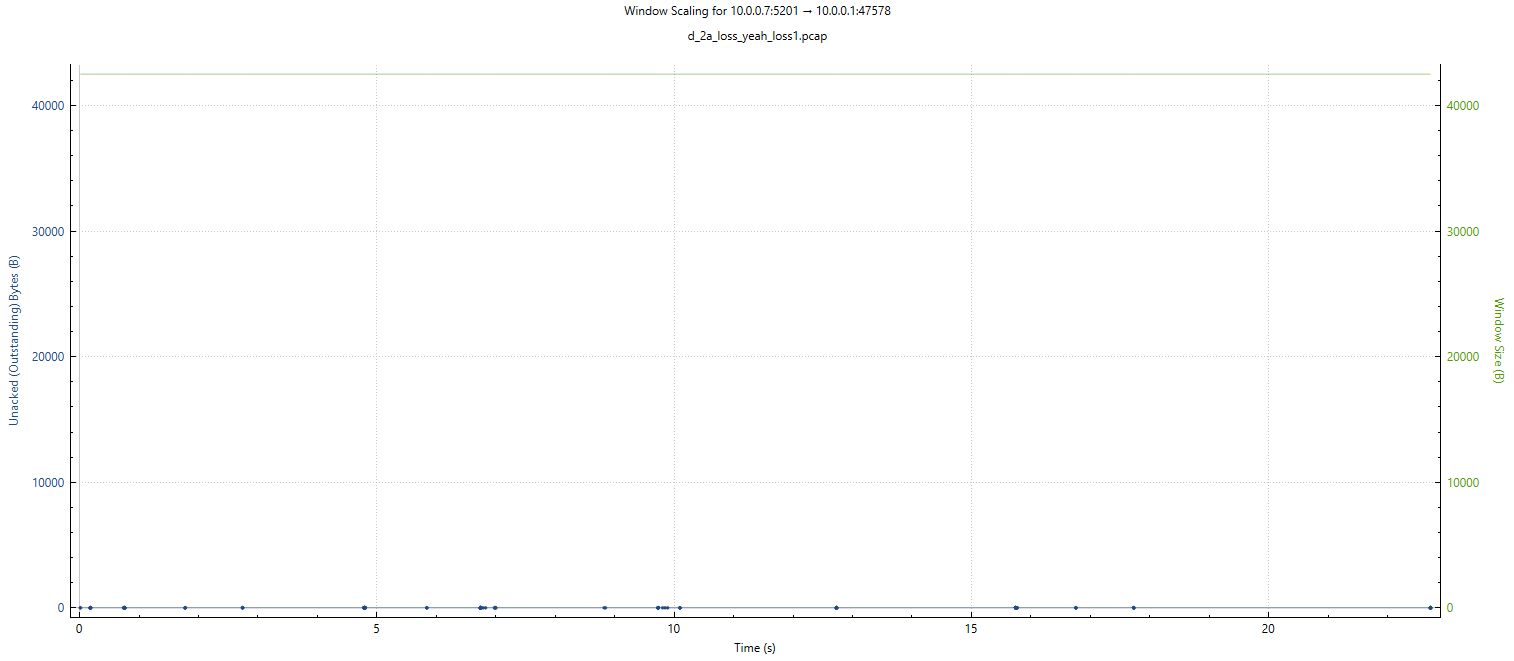 Window Scaling for 10.0.0.7:5201 → 10.0.0.1:47578
d_2a_loss_yeah_loss1.pcap
Unacked (Outstanding) Bytes (B)
40000
30000
20000
10000
0
40000
30000
20000
10000
0
Window Size (B)
0 5 10 15 20
Time (s)